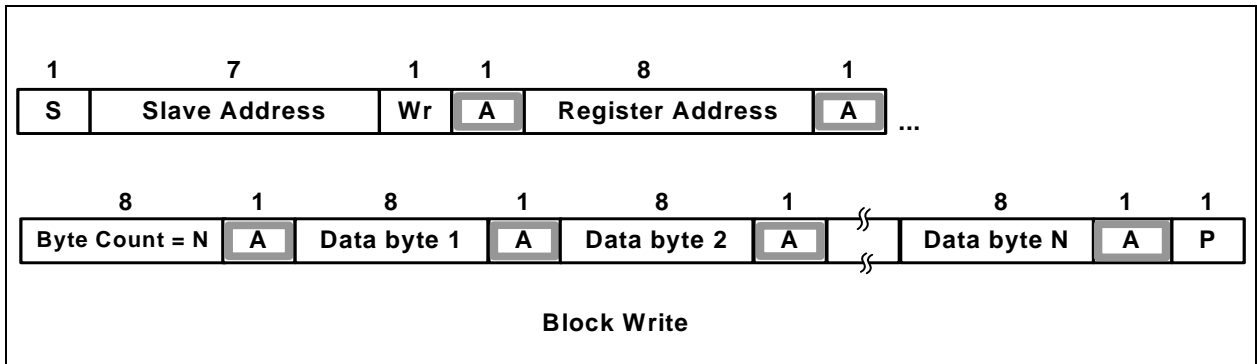 1 7 1 1 8 1
S Slave Address Wr A Register Address A ...
8 1 8 1 8 1 8 1 1
Byte Count = N A Data byte 1 A Data byte 2 A Data byte N A P
Block Write